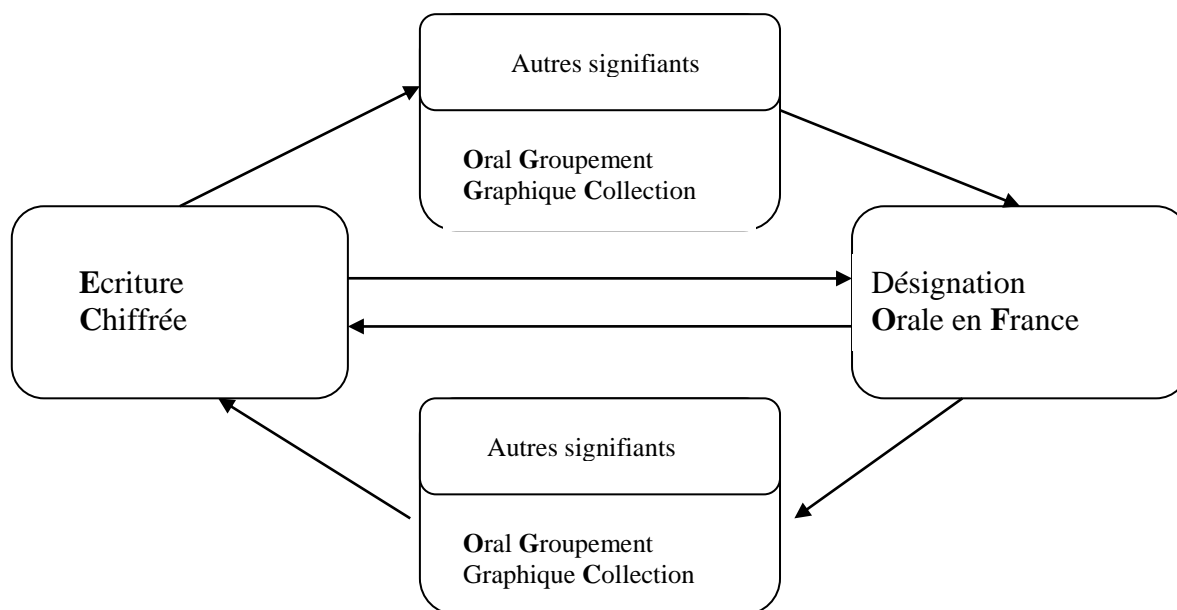 Autres signifiants
Oral Groupement
Graphique Collection
Ecriture
Chiffrée
Désignation
Orale en France
Autres signifiants
Oral Groupement
Graphique Collection